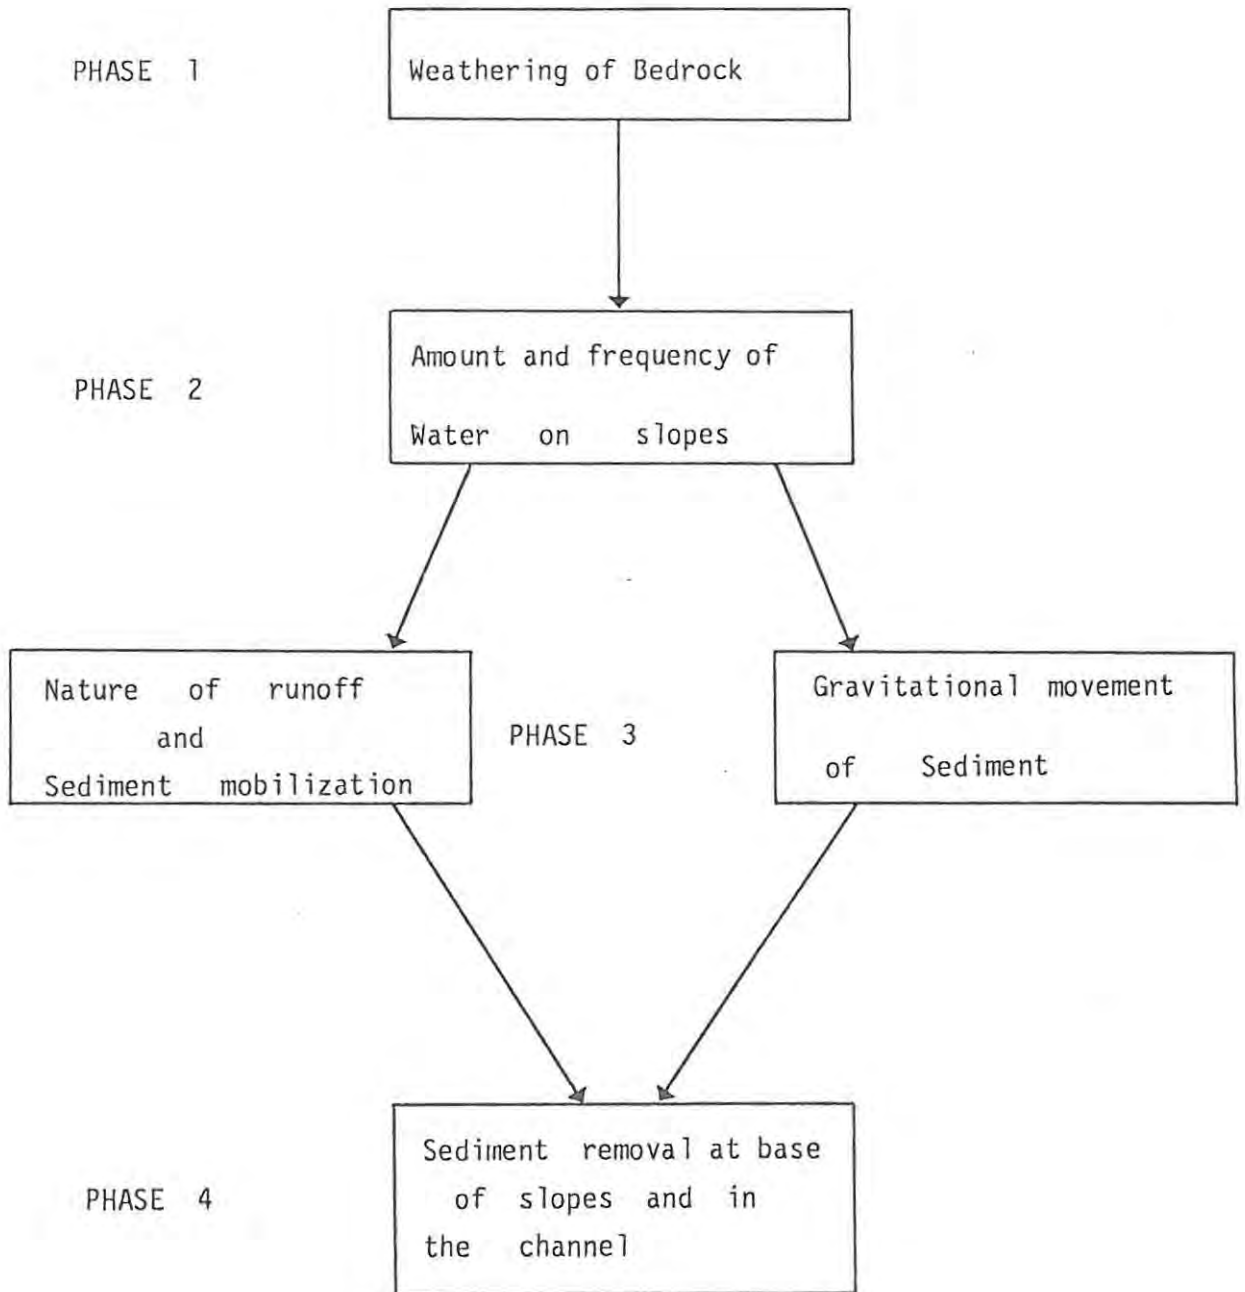 PHASE 1
Weathering of Bedrock
PHASE 2
Amount and frequency of
Water on slopes
Nature of runoff
and
Sediment mobilization
PHASE 3
Gravitational movement
of Sediment
PHASE 4
Sediment removal at base
of slopes and in
the channel